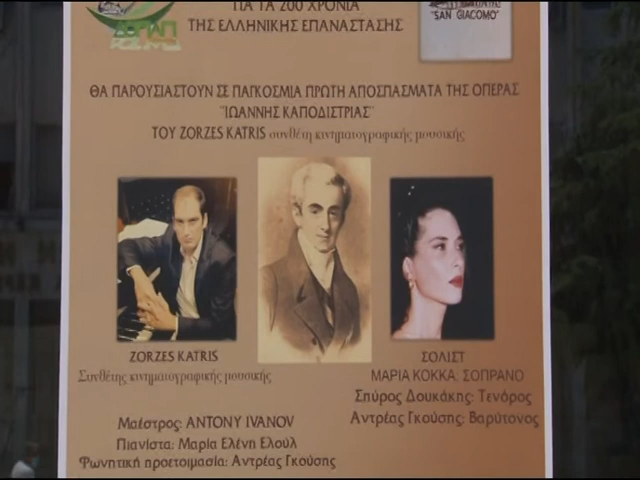 ΔΟΠΑΠ
ΓΙΑ ΤΑ 200 ΧΡΟΝΙΑ
ΤΗΣ ΕΛΛΗΝΙΚΗΣ ΕΠΑΝΑΣΤΑΣΗΣ
"SAN GIACOMO"
ΘΑ ΠΑΡΟΥΣΙΑΣΤΟΥΝ ΣΕ ΠΑΓΚΟΣΜΙΑ ΠΡΩΤΗ ΑΠΟΣΠΑΣΜΑΤΑ ΤΗΣ ΟΠΕΡΑΣ
"ΙΩΑΝΝΗΣ ΚΑΠΟΔΙΣΤΡΙΑΣ"
ΤΟΥ ZORZES KATRIS συνθέτη κινηματογραφικής μουσικής
ZORZES KATRIS
Συνθέτης κινηματογραφικής μουσικής
ΣΟΛΙΣΤ
ΜΑΡΙΑ ΚΟΚΚΑ: ΣΟΠΡΑΝΟ
Σπύρος Δουκάκης: Τενόρος
Αντρέας Γκούσης: Βαρύτονος
Μαέστρος: ANTONY IVANOV
Πιανίστα: Μαρία Ελένη Ελούλ
Φωνητική προετοιμασία: Αντρέας Γκούσης